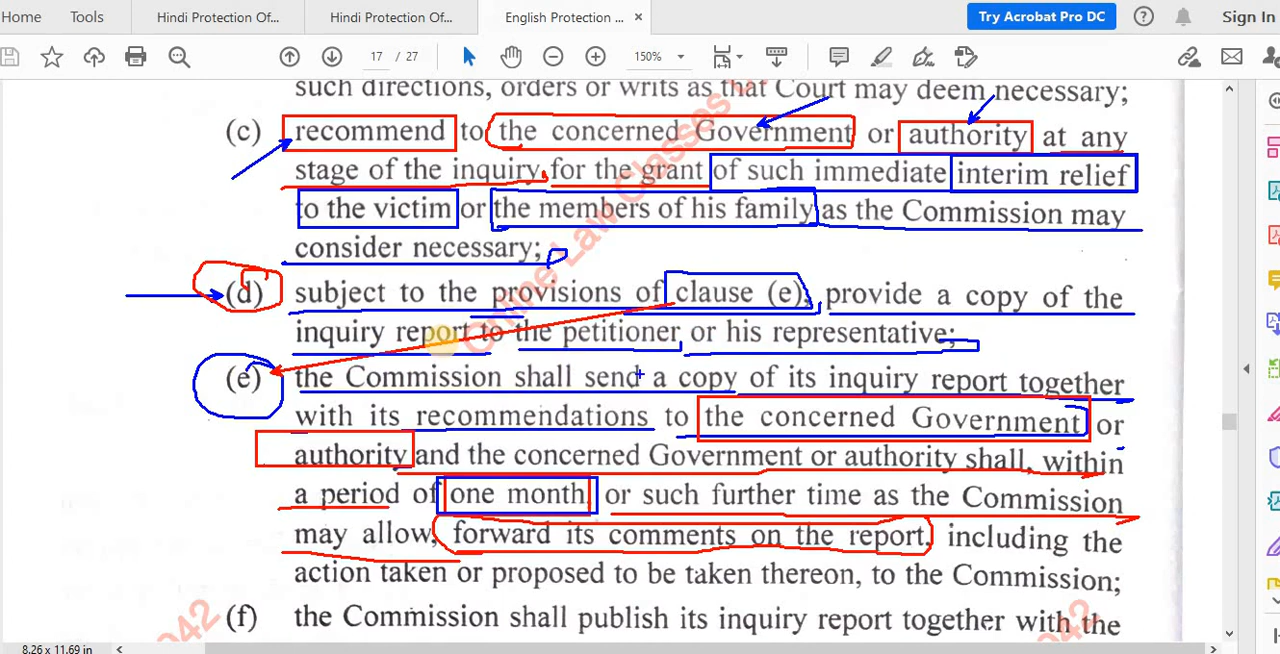 Home Tools Hindi Protection Of... Hindi Protection Of... English Protection ... × Try Acrobat Pro DC Sign In
17 / 27 150%
such directions, orders or writs as that Court may deem necessary;
(c) recommend to the concerned Government or authority at any
stage of the inquiry, for the grant of such immediate interim relief
to the victim or the members of his family as the Commission may
consider necessary;
(d) subject to the provisions of clause (e), provide a copy of the
inquiry report to the petitioner or his representative;
(e) the Commission shall send a copy of its inquiry report together
with its recommendations to the concerned Government or
authority and the concerned Government or authority shall, within
a period of one month, or such further time as the Commission
may allow, forward its comments on the report, including the
action taken or proposed to be taken thereon, to the Commission;
(f) the Commission shall publish its inquiry report together with the
Online Law Classes
042
042
8.26 x 11.69 in